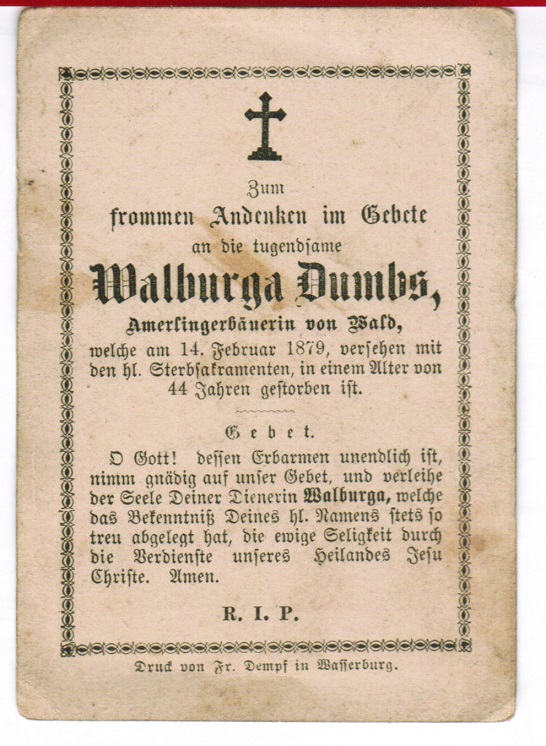 Zum
frommen Andenken im Gebete
an die tugendsame
Walburga Dumbs,
Amerlingerbäuerin von Wald,
welche am 14. Februar 1879, versehen mit
den hl. Sterbsakramenten, in einem Alter von
44 Jahren gestorben ist.
Gebet.
O Gott! dessen Erbarmen unendlich ist,
nimm gnädig auf unser Gebet, und verleihe
der Seele Deiner Dienerin Walburga, welche
das Bekenntniß Deines hl. Namens stets so
treu abgelegt hat, die ewige Seligkeit durch
die Verdienste unseres Heilandes Jesu
Christe. Amen.
R. I. P.
Druck von Fr. Dempf in Wasserburg.